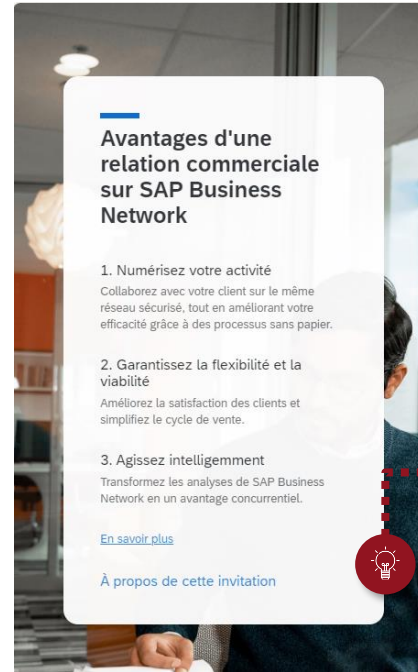 Avantages d'une
relation commerciale
sur SAP Business
Network
1. Numérisez votre activité
Collaborez avec votre client sur le même
réseau sécurisé, tout en améliorant votre
efficacité grâce à des processus sans papier.
2. Garantissez la flexibilité et la
viabilité
Améliorez la satisfaction des clients et
simplifiez le cycle de vente.
3. Agissez intelligemment
Transformez les analyses de SAP Business
Network en un avantage concurrentiel.
En savoir plus
À propos de cette invitation